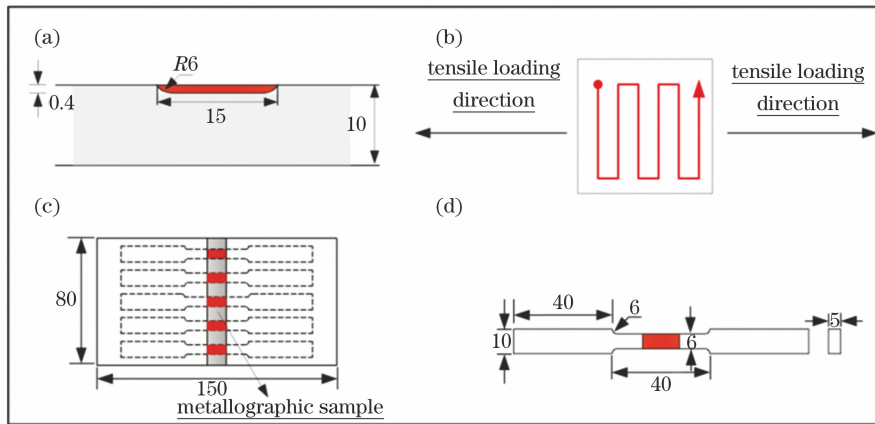 (a)
R6
0.4
15
10
(b)
tensile loading
direction
tensile loading
direction
(c)
80
150
metallographic sample
(d)
40
6
10
6
5
40